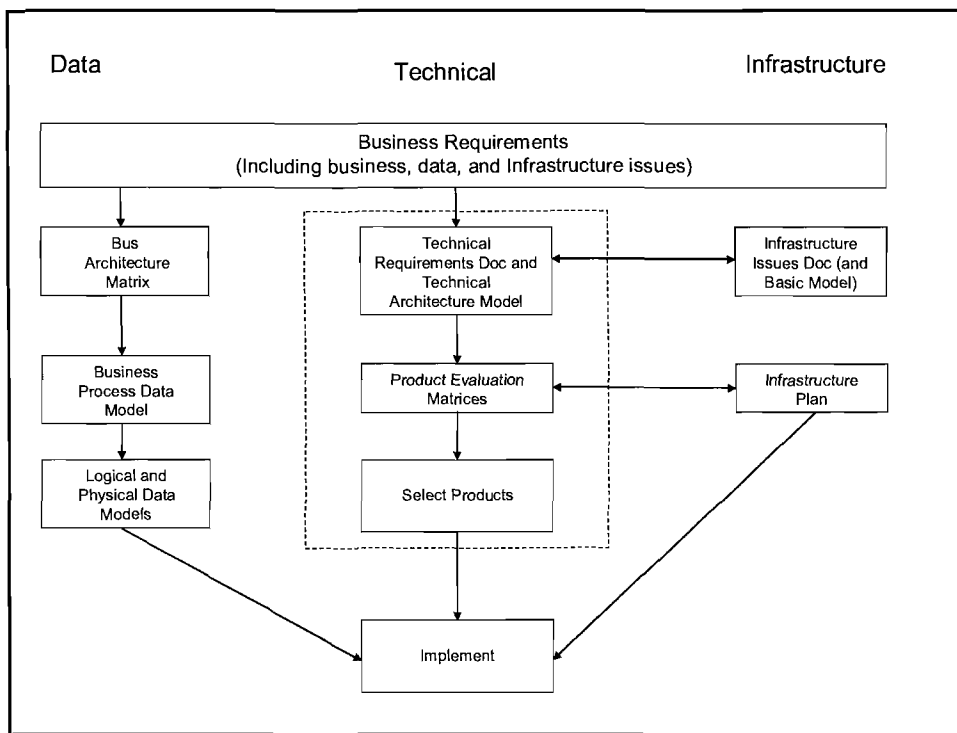 Data
Technical
Infrastructure
Business Requirements
(Including business, data, and Infrastructure issues)
Bus
Architecture
Matrix
Technical
Requirements Doc and
Technical
Architecture Model
Infrastructure
Issues Doc (and
Basic Model)
Business
Process Data
Model
Product Evaluation
Matrices
Infrastructure
Plan
Logical and
Physical Data
Models
Select Products
Implement